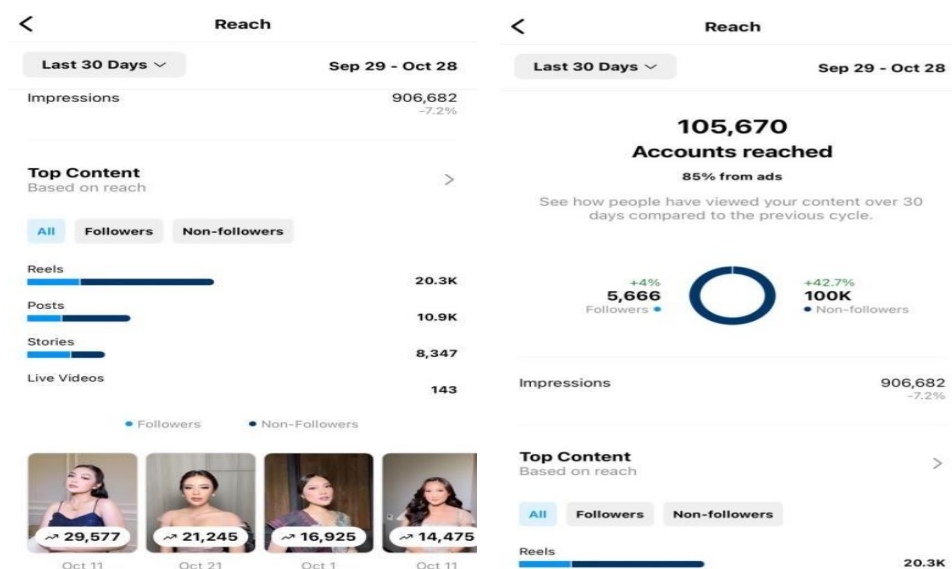 Reach
Last 30 Days
Sep 29 - Oct 28
Impressions
906,682
-7.2%
Top Content
Based on reach
All
Followers
Non-followers
Reels
20.3K
Posts
10.9K
Stories
8,347
Live Videos
143
Followers
Non-Followers
29,577
21,245
16,925
14,475
Oct 11
Oct 21
Oct 1
Oct 11
Reach
Last 30 Days
Sep 29 - Oct 28
105,670
Accounts reached
85% from ads
See how people have viewed your content over 30
days compared to the previous cycle.
+4%
5,666
Followers
+42.7%
100K
Non-followers
Impressions
906,682
-7.2%
Top Content
Based on reach
All
Followers
Non-followers
Reels
20.3K